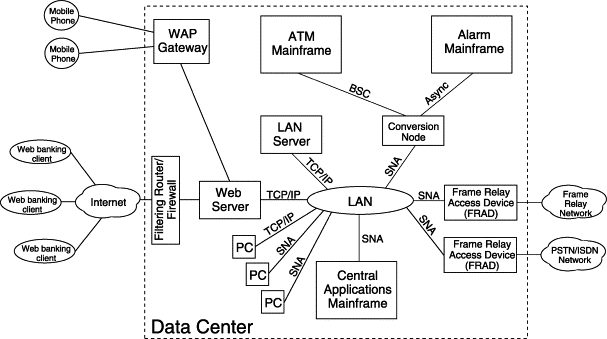 Mobile
Phone
Mobile
Phone
WAP
Gateway
ATM
Mainframe
Alarm
Mainframe
BSC
Async
LAN
Server
Conversion
Node
TCP/IP
SNA
Web banking
client
Web banking
client
Web banking
client
Internet
Filtering Router/
Firewall
Web
Server
TCP/IP
LAN
SNA
Frame Relay
Access Device
(FRAD)
Frame
Relay
Network
SNA
Frame Relay
Access Device
(FRAD)
PSTN/ISDN
Network
TCP/IP
PC
SNA
PC
SNA
PC
SNA
Central
Applications
Mainframe
Data Center